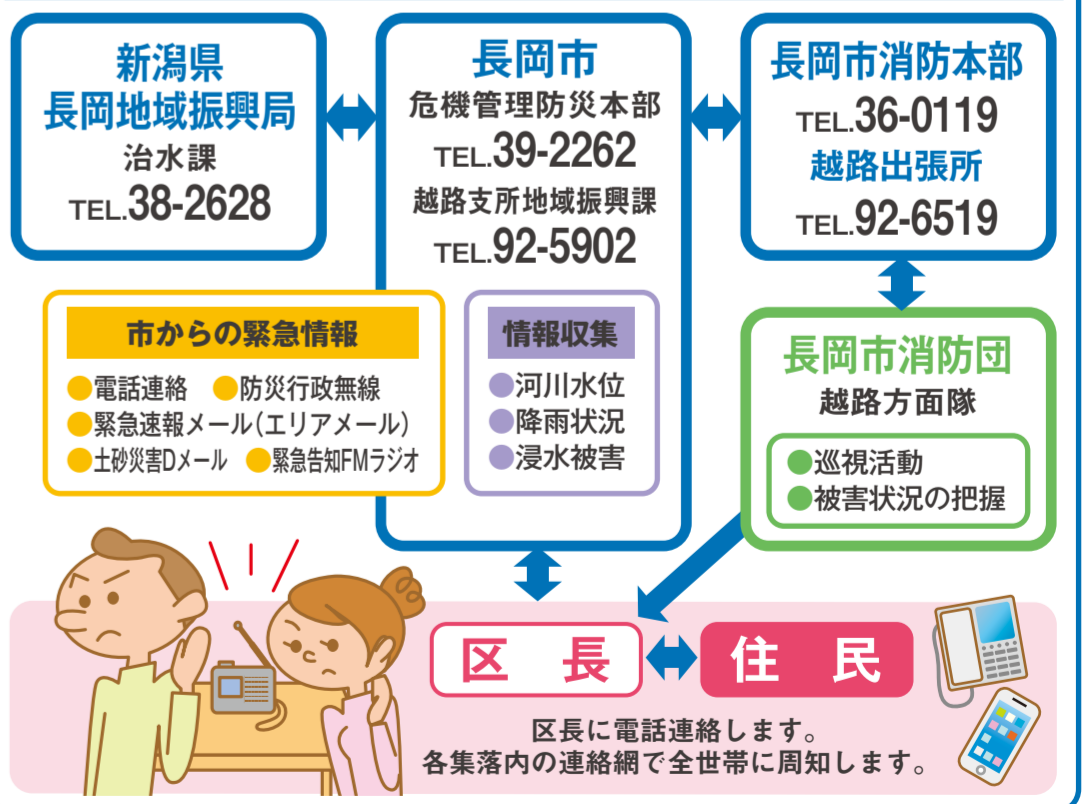 新潟県
長岡地域振興局
治水課
TEL.38-2628
長岡市
危機管理防災本部
TEL.39-2262
越路支所地域振興課
TEL.92-5902
長岡市消防本部
TEL.36-0119
越路出張所
TEL.92-6519
市からの緊急情報
●電話連絡 ●防災行政無線
●緊急速報メール(エリアメール)
●土砂災害Dメール ●緊急告知FMラジオ
情報収集
●河川水位
●降雨状況
●浸水被害
長岡市消防団
越路方面隊
●巡視活動
●被害状況の把握
区長
住民
区長に電話連絡します。
各集落内の連絡網で全世帯に周知します。